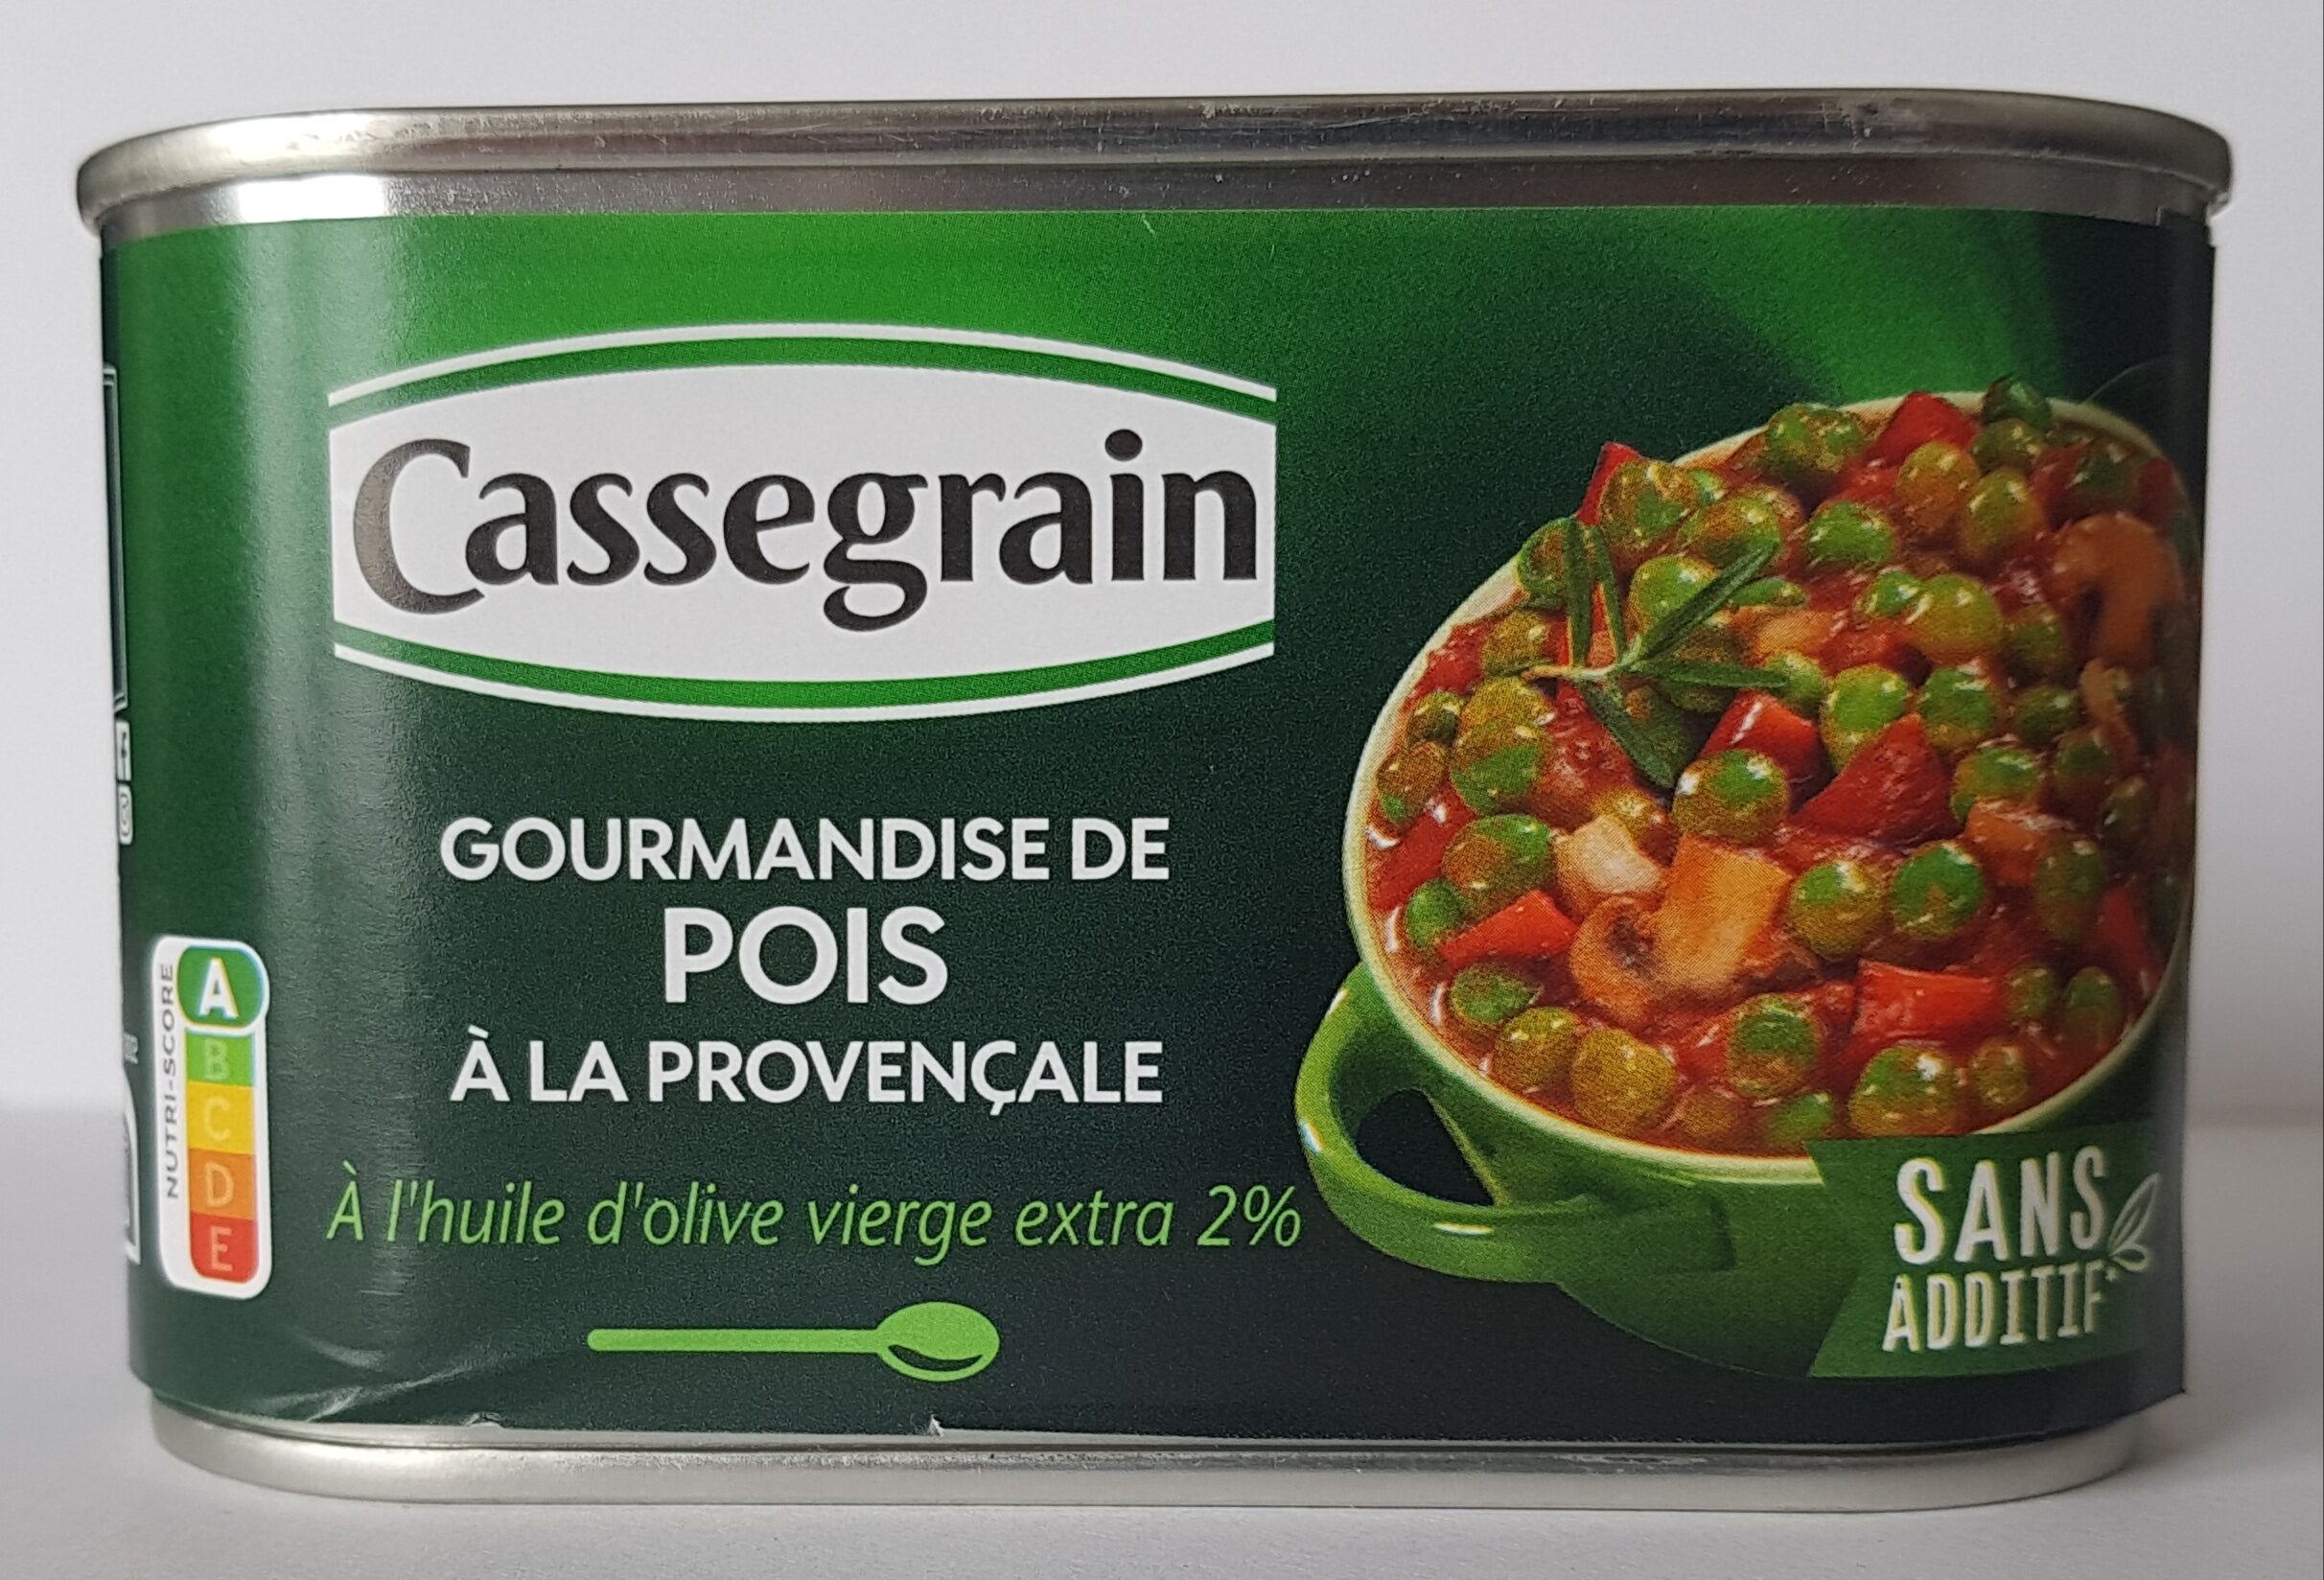 Cassegrain
GOURMANDISE DE
POIS
À LA PROVENÇALE
À l'huile d'olive vierge extra 2%
NUTRI-SCORE
A
B
C
D
E
SANS
ADDITIF*